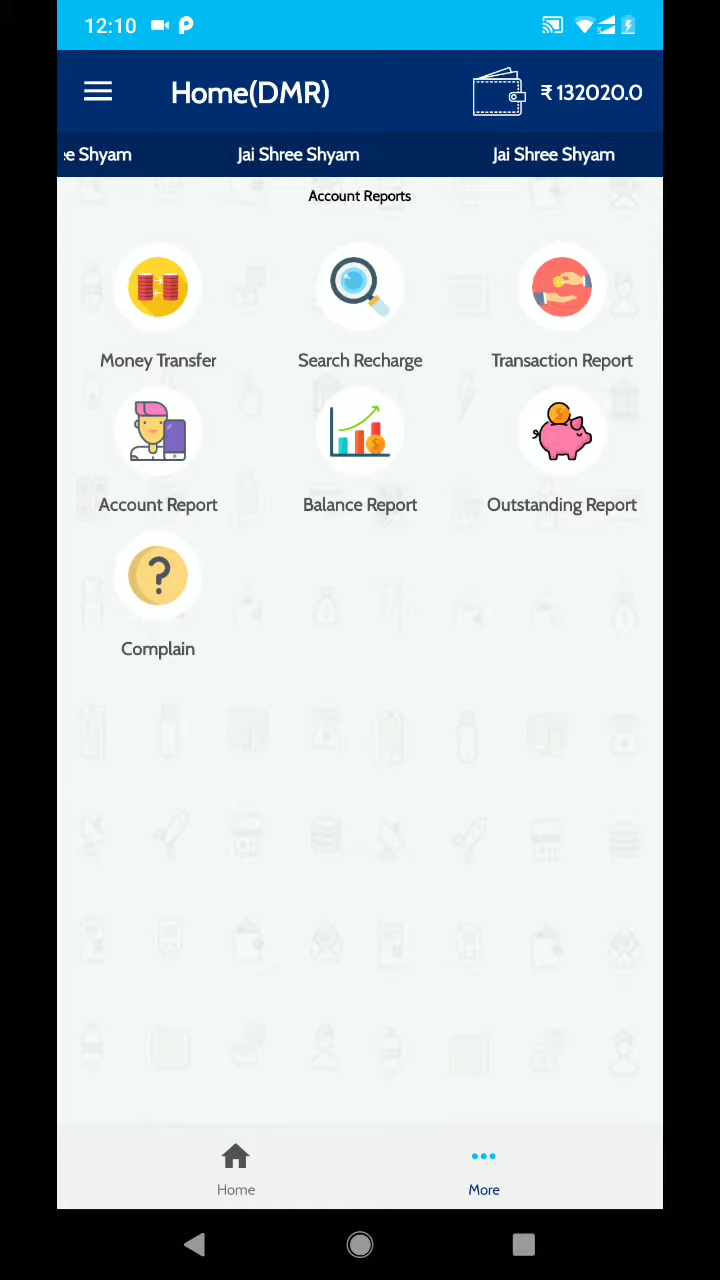 12:10
Home(DMR) ₹ 132020.0
ee Shyam Jai Shree Shyam Jai Shree Shyam
Account Reports
Money Transfer Search Recharge Transaction Report
Account Report Balance Report Outstanding Report
Complain
Home More